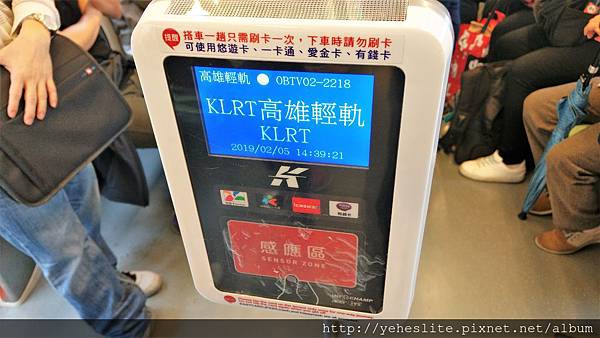 提醒
搭車一趟只需刷卡一次，下車時請勿刷卡
可使用悠遊卡、一卡通、愛金卡、有錢卡
高雄輕軌 OBTV02-2218
KLRT高雄輕軌
KLRT
2019/02/05 14:39:21
感應區
SENSOR ZONE
http://yeheslite.pixnet.net/album